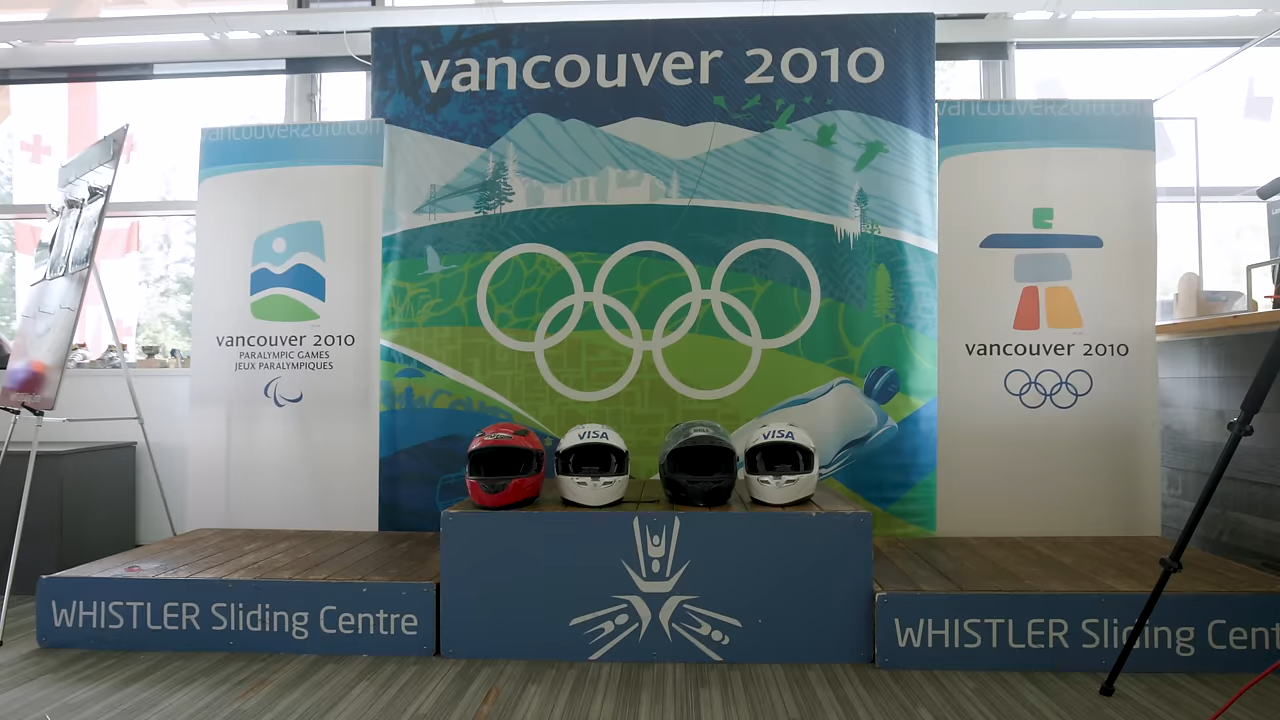 vancouver 2010
vancouver2010.com
vancouver2010.com
vancouver 2010
PARALYMPIC GAMES
JEUX PARALYMPIQUES
vancouver 2010
VISA
BELL
VISA
WHISTLER Sliding Centre
WHISTLER Sliding Cent